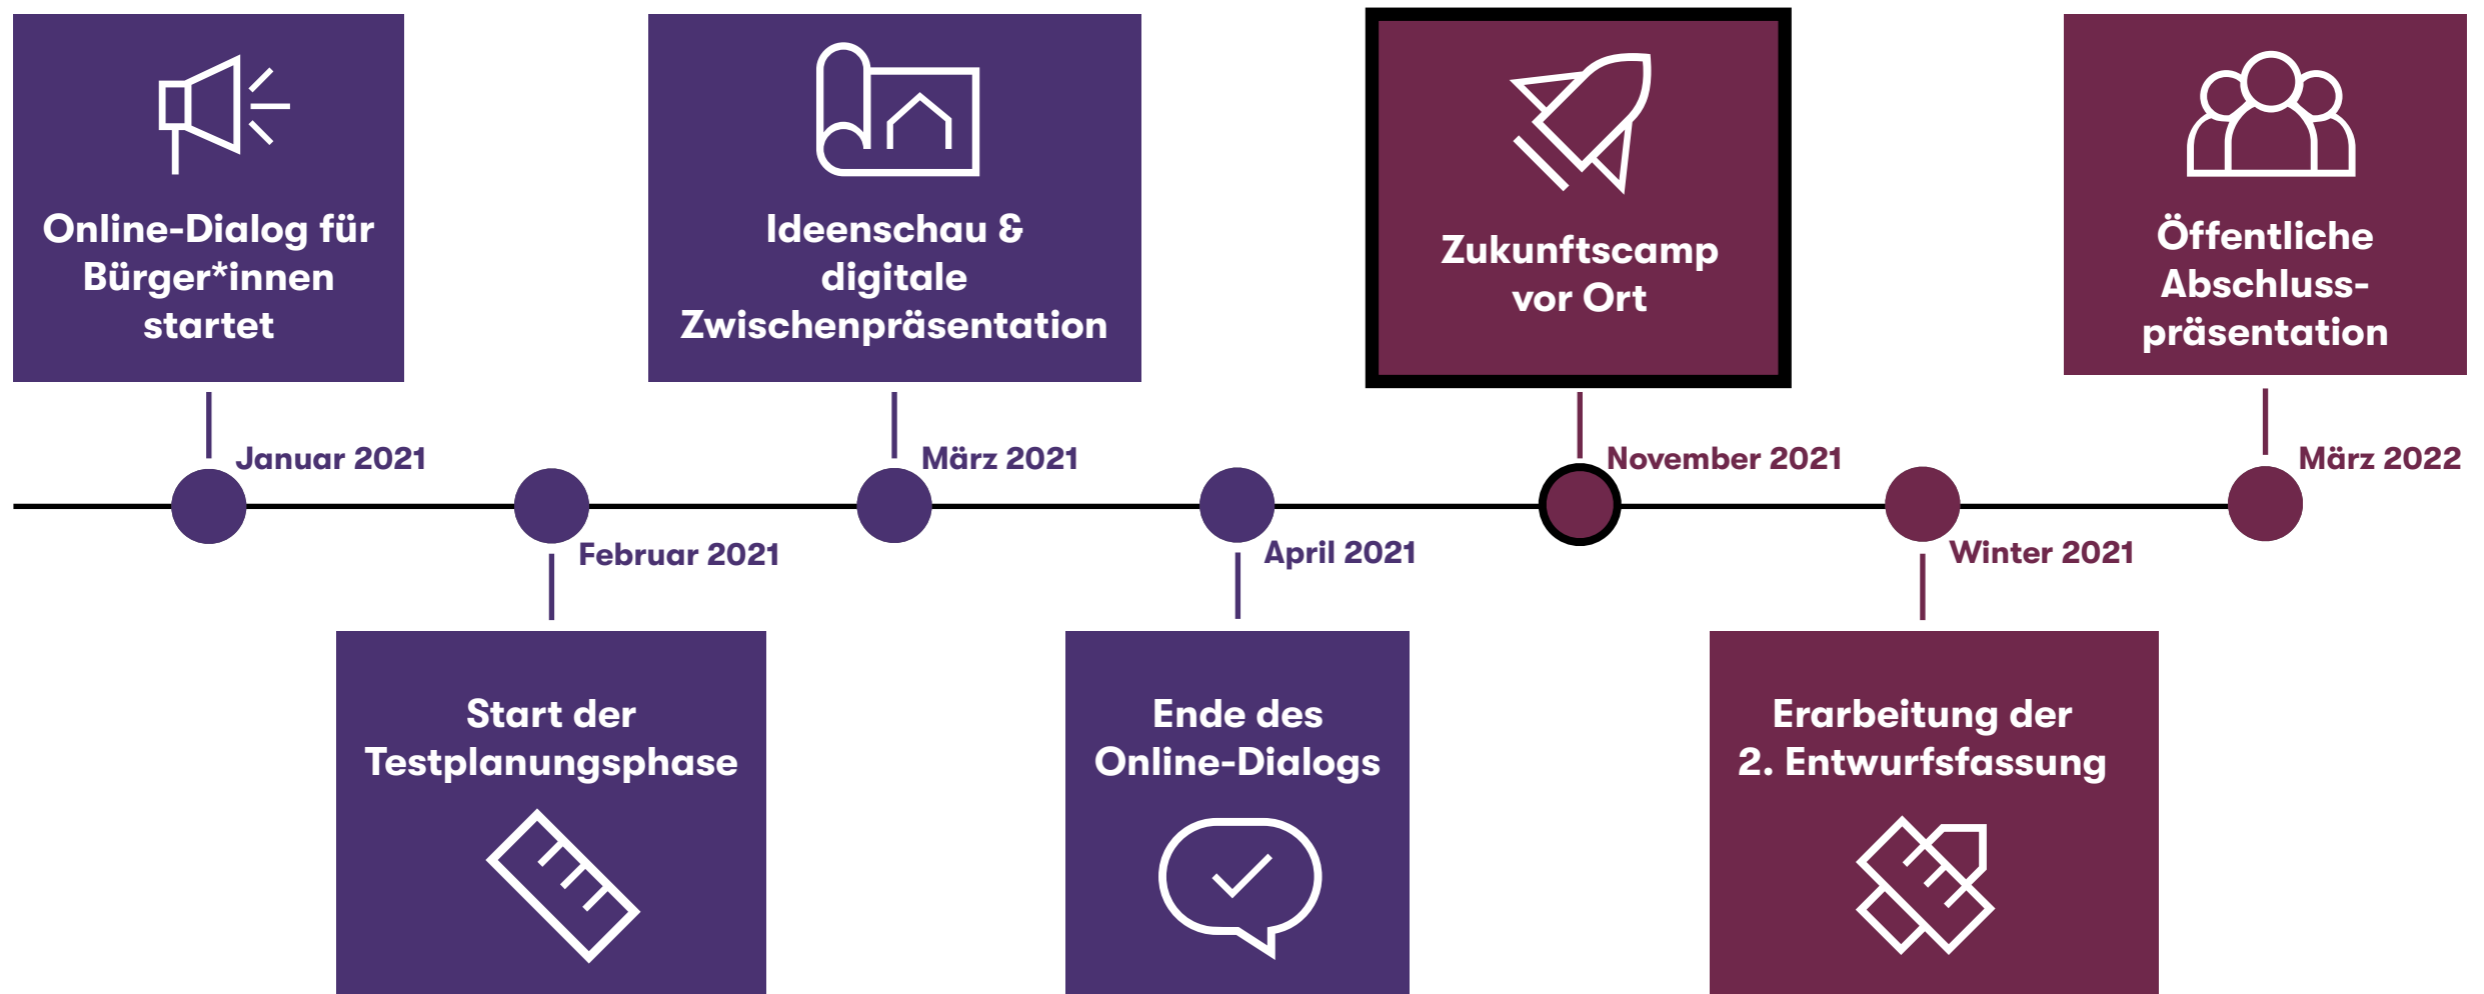 Online-Dialog für
Bürger*innen
startet
Januar 2021
Februar 2021
Start der
Testplanungsphase
Ideenschau &
digitale
Zwischenpräsentation
März 2021
April 2021
Ende des
Online-Dialogs
Zukunftscamp
vor Ort
November 2021
Winter 2021
Erarbeitung der
2. Entwurfsfassung
Öffentliche
Abschluss-
präsentation
März 2022